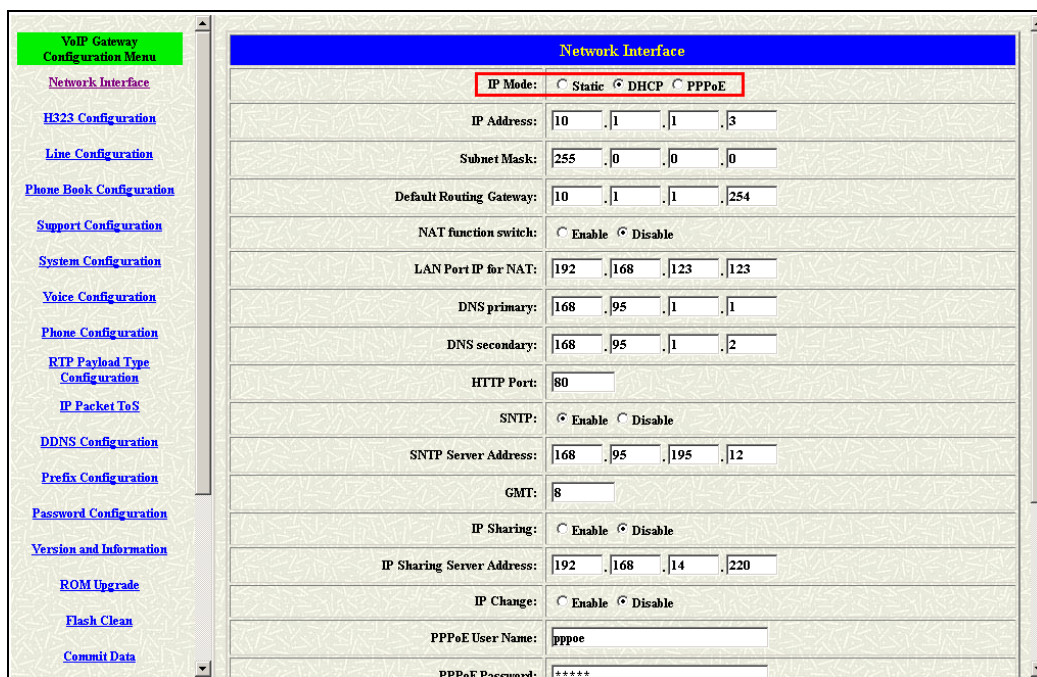 VoIP Gateway
Configuration Menu
Network Interface
H323 Configuration
Line Configuration
Phone Book Configuration
Support Configuration
System Configuration
Voice Configuration
Phone Configuration
RTP Payload Type
Configuration
IP Packet ToS
DDNS Configuration
Prefix Configuration
Password Configuration
Version and Information
ROM Upgrade
Flash Clean
Commit Data
Network Interface
IP Mode: Static DHCP PPPoE
IP Address: 10 . 1 . 1 . 3
Subnet Mask: 255 . 0 . 0 . 0
Default Routing Gateway: 10 . 1 . 1 . 254
NAT function switch: Enable Disable
LAN Port IP for NAT: 192 . 168 . 123 . 123
DNS primary: 168 . 95 . 1 . 1
DNS secondary: 168 . 95 . 1 . 2
HTTP Port: 80
SNTP: Enable Disable
SNTP Server Address: 168 . 95 . 195 . 12
GMT: 8
IP Sharing: Enable Disable
IP Sharing Server Address: 192 . 168 . 14 . 220
IP Change: Enable Disable
PPPoE User Name: pppoe
PPPoE Password: *****